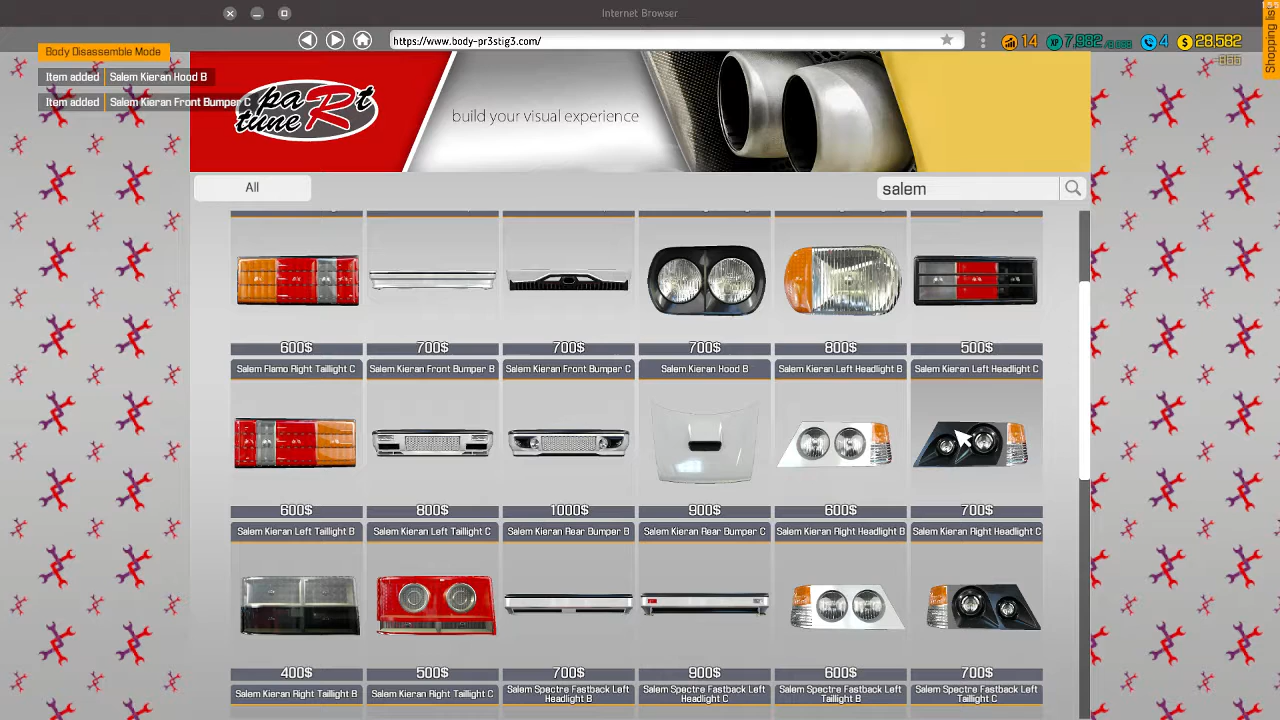 Internet Browser
https://www.body-pr3stig3.com/
14
7,982/8,038
4
28,582
-800
Shopping list
Body Disassemble Mode
Item added Salem Kieran Hood B
Item added Salem Kieran Front Bumper C
paRt
tune
build your visual experience
All
salem
600$ 700$ 700$ 700$ 800$ 500$
Salem Flamo Right Taillight C Salem Kieran Front Bumper B Salem Kieran Front Bumper C Salem Kieran Hood B Salem Kieran Left Headlight B Salem Kieran Left Headlight C
600$ 800$ 1000$ 900$ 600$ 700$
Salem Kieran Left Taillight B Salem Kieran Left Taillight C Salem Kieran Rear Bumper B Salem Kieran Rear Bumper C Salem Kieran Right Headlight B Salem Kieran Right Headlight C
400$ 500$ 700$ 900$ 600$ 700$
Salem Kieran Right Taillight B Salem Kieran Right Taillight C Salem Spectre Fastback Left Headlight B Salem Spectre Fastback Left Headlight C Salem Spectre Fastback Left Taillight B Salem Spectre Fastback Left Taillight C